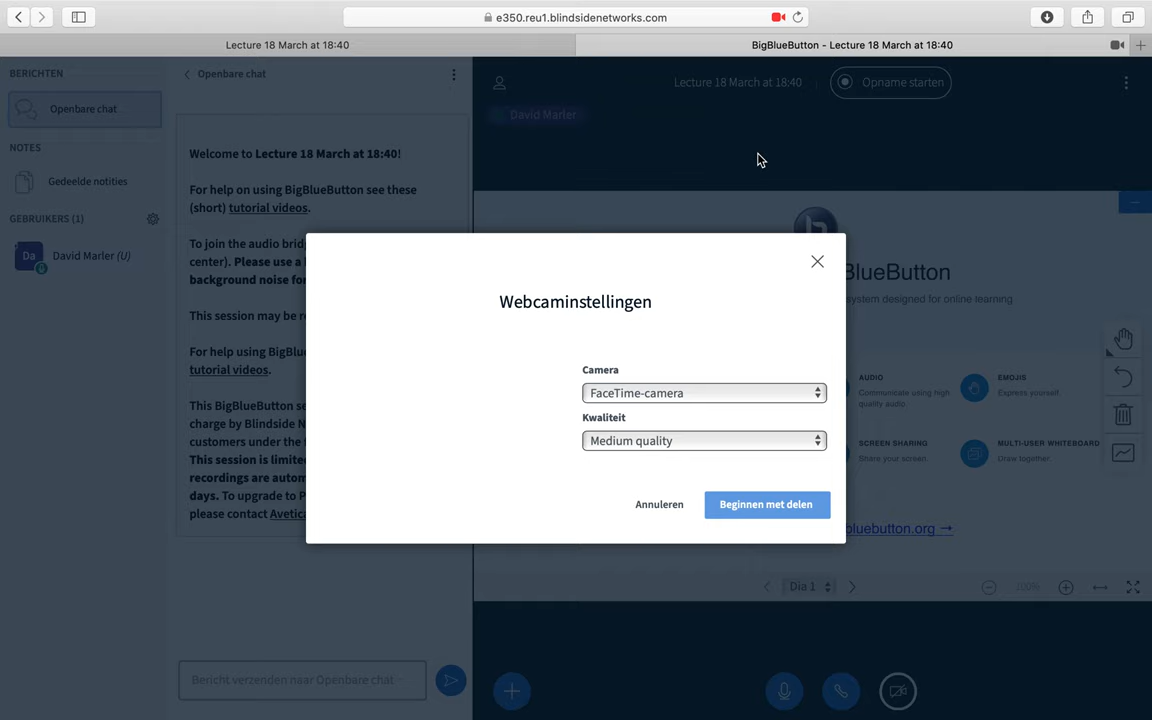 e350.reu1.blindsidenetworks.com
Lecture 18 March at 18:40
BigBlueButton - Lecture 18 March at 18:40
BERICHTEN
Openbare chat
NOTES
Gedeelde notities
GEBRUIKERS (1)
Da
David Marler (U)
Openbare chat
Welcome to Lecture 18 March at 18:40!
For help on using BigBlueButton see these
(short) tutorial videos.
To join the audio brid
center). Please use a
background noise for
This session may be re
For help using BigBlu
tutorial videos.
This BigBlueButton se
charge by Blindside N
customers under the
This session is limite
recordings are autom
days. To upgrade to P
please contact Avetica
Bericht verzenden naar Openbare chat
Lecture 18 March at 18:40
Opname starten
David Marler
BlueButton
system designed for online learning
AUDIO
Communicate using high
quality audio.
EMOJIS
Express yourself.
SCREEN SHARING
Share your screen.
MULTI-USER WHITEBOARD
Draw together.
bluebutton.org →
Dia 1
100%
Webcaminstellingen
Camera
FaceTime-camera
Kwaliteit
Medium quality
Annuleren
Beginnen met delen